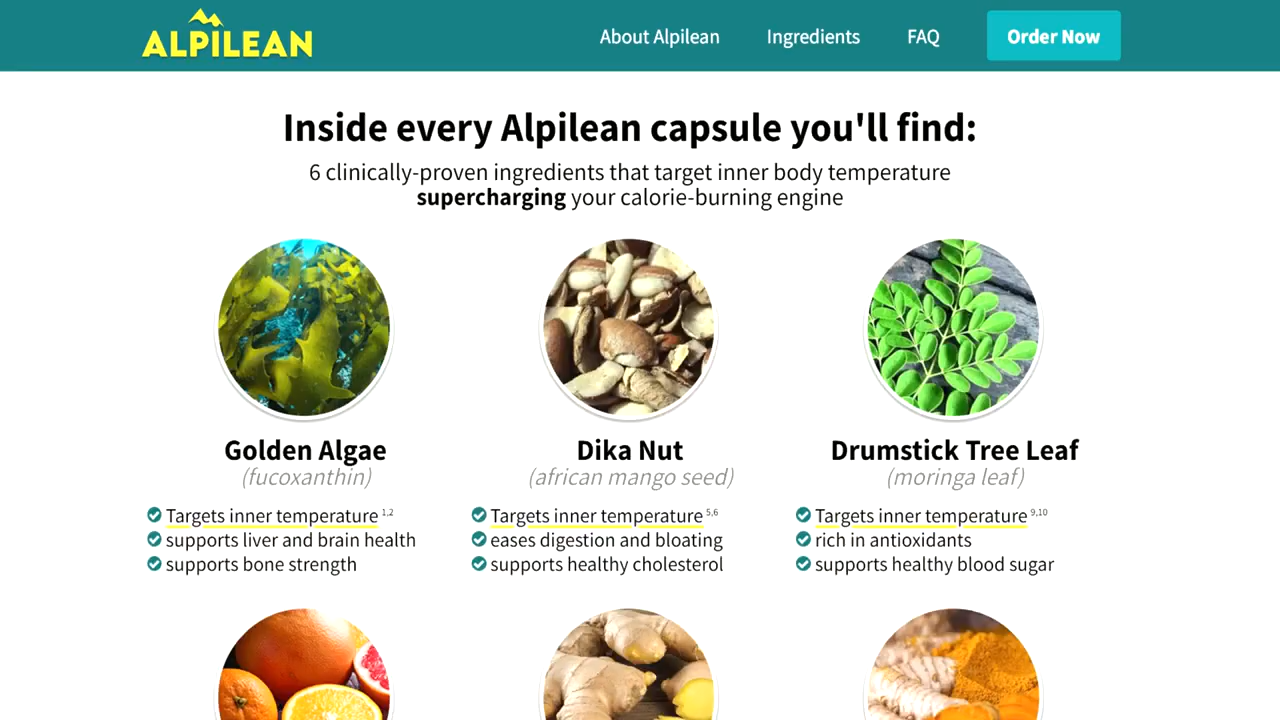 ALPILEAN
About Alpilean
Ingredients
FAQ
Order Now
Inside every Alpilean capsule you'll find:
6 clinically-proven ingredients that target inner body temperature
supercharging your calorie-burning engine
Golden Algae
(fucoxanthin)
Targets inner temperature 1,2
supports liver and brain health
supports bone strength
Dika Nut
(african mango seed)
Targets inner temperature 5,6
eases digestion and bloating
supports healthy cholesterol
Drumstick Tree Leaf
(moringa leaf)
Targets inner temperature 9,10
rich in antioxidants
supports healthy blood sugar